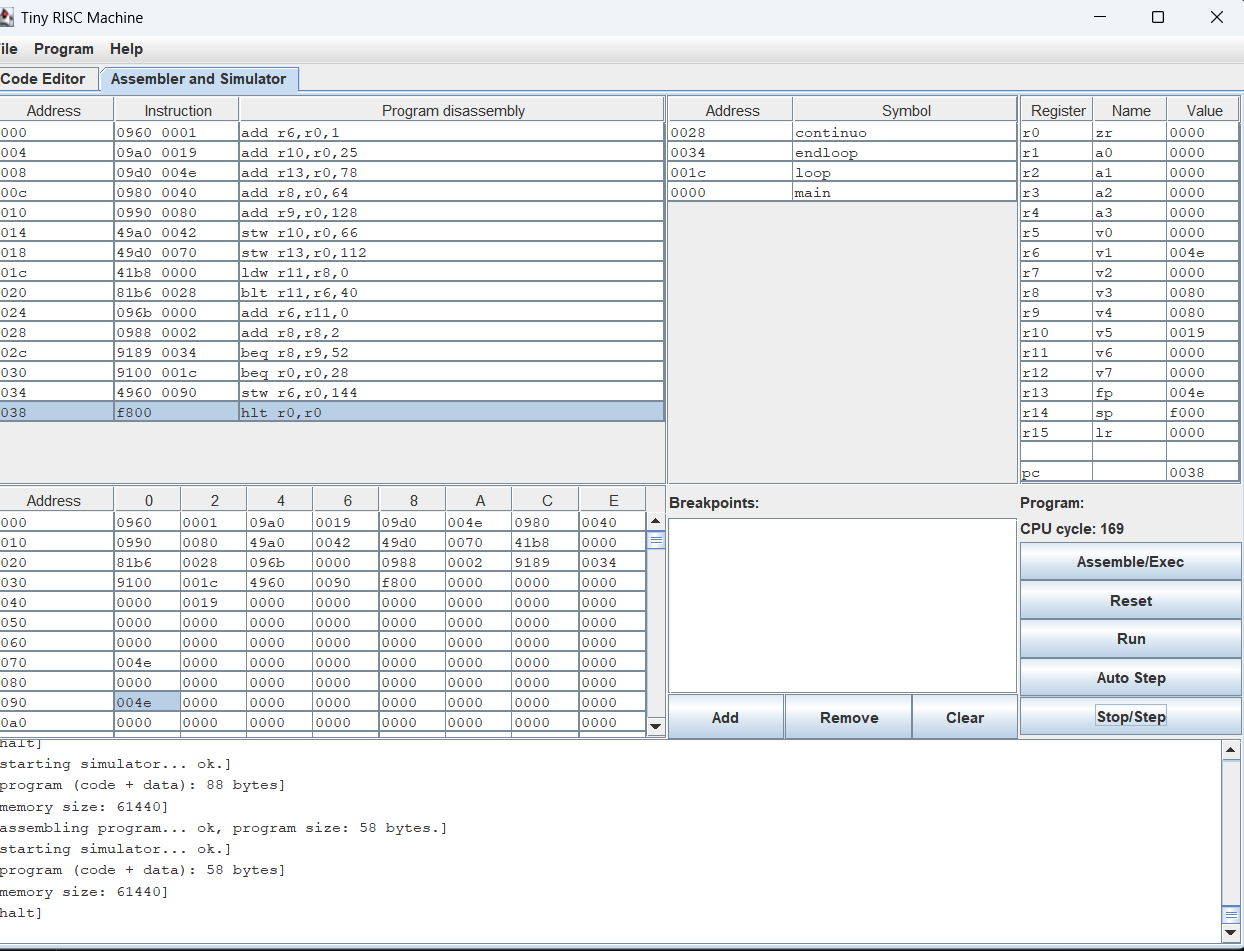 Tiny RISC Machine
ile Program Help
Code Editor Assembler and Simulator
Address Instruction Program disassembly
000 0960 0001 add r6,r0,1
004 09a0 0019 add r10,r0,25
008 09d0 004e add r13,r0,78
00c 0980 0040 add r8,r0,64
010 0990 0080 add r9,r0,128
014 49a0 0042 stw r10,r0,66
018 49d0 0070 stw r13,r0,112
01c 41b8 0000 ldw r11,r8,0
020 81b6 0028 blt r11,r6,40
024 096b 0000 add r6,r11,0
028 0988 0002 add r8,r8,2
02c 9189 0034 beq r8,r9,52
030 9100 001c beq r0,r0,28
034 4960 0090 stw r6,r0,144
038 f800 hlt r0,r0
Address Symbol
0028 continuo
0034 endloop
001c loop
0000 main
Register Name Value
r0 zr 0000
r1 a0 0000
r2 a1 0000
r3 a2 0000
r4 a3 0000
r5 v0 0000
r6 v1 004e
r7 v2 0000
r8 v3 0080
r9 v4 0080
r10 v5 0019
r11 v6 0000
r12 v7 0000
r13 fp 004e
r14 sp f000
r15 lr 0000
pc 0038
Address 0 2 4 6 8 A C E
000 0960 0001 09a0 0019 09d0 004e 0980 0040
010 0990 0080 49a0 0042 49d0 0070 41b8 0000
020 81b6 0028 096b 0000 0988 0002 9189 0034
030 9100 001c 4960 0090 f800 0000 0000 0000
040 0000 0019 0000 0000 0000 0000 0000 0000
050 0000 0000 0000 0000 0000 0000 0000 0000
060 0000 0000 0000 0000 0000 0000 0000 0000
070 004e 0000 0000 0000 0000 0000 0000 0000
080 0000 0000 0000 0000 0000 0000 0000 0000
090 004e 0000 0000 0000 0000 0000 0000 0000
0a0 0000 0000 0000 0000 0000 0000 0000 0000
Breakpoints:
Add Remove Clear
Program:
CPU cycle: 169
Assemble/Exec
Reset
Run
Auto Step
Stop/Step
halt]
starting simulator... ok.]
program (code + data): 88 bytes]
memory size: 61440]
assembling program... ok, program size: 58 bytes.]
starting simulator... ok.]
program (code + data): 58 bytes]
memory size: 61440]
halt]